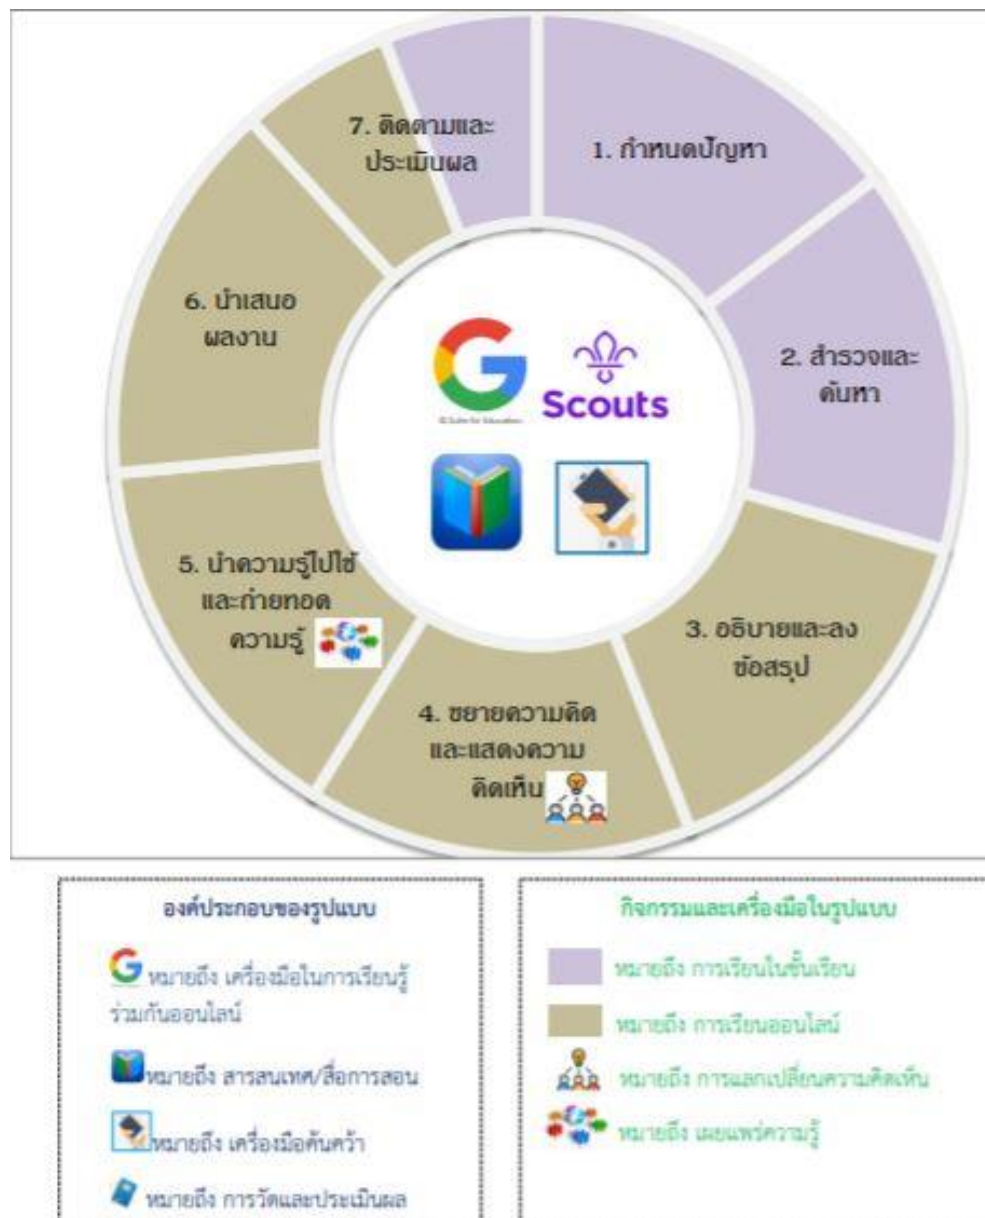 7. ติดตามและ
ประเมินผล
1. กำหนดปัญหา
6. นำเสนอ
ผลงาน
2. สำรวจและ
ค้นหา
Scouts
G Suite for Education
5. นำความรู้ไปใช้
และถ่ายทอด
ความรู้
3. อธิบายและลง
ข้อสรุป
4. ขยายความคิด
และแสดงความ
คิดเห็น
องค์ประกอบของรูปแบบ
หมายถึง เครื่องมือในการเรียนรู้
ร่วมกันออนไลน์
หมายถึง สารสนเทศ/สื่อการสอน
หมายถึง เครื่องมือค้นคว้า
หมายถึง การวัดและประเมินผล
กิจกรรมและเครื่องมือในรูปแบบ
หมายถึง การเรียนในชั้นเรียน
หมายถึง การเรียนออนไลน์
หมายถึง การแลกเปลี่ยนความคิดเห็น
หมายถึง เผยแพร่ความรู้